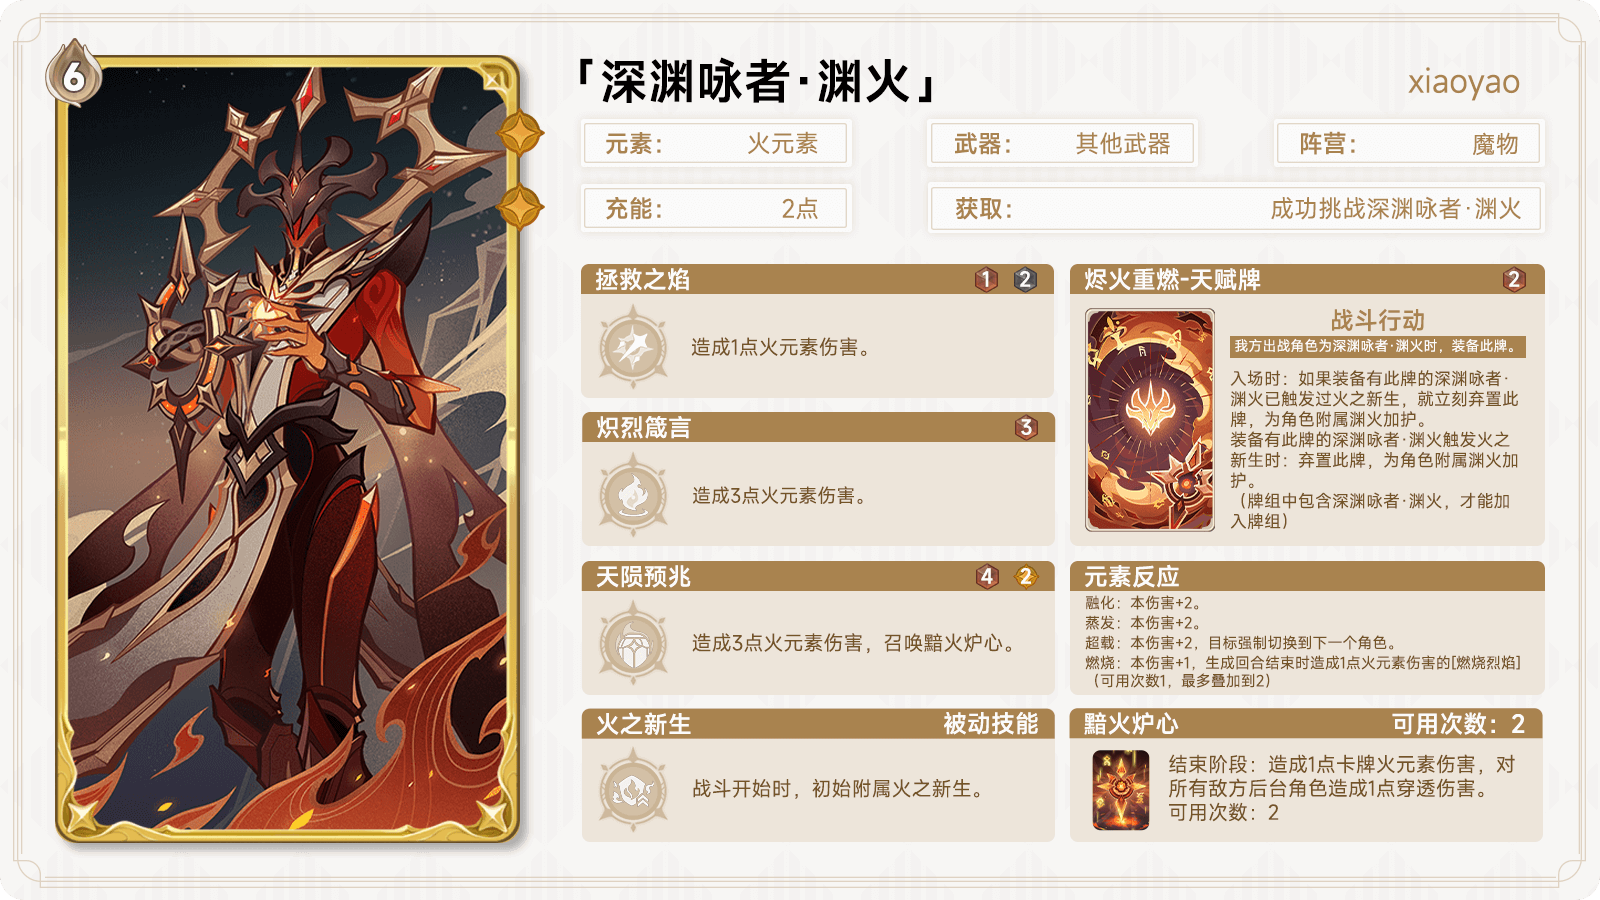 6
「深渊咏者·渊火」
xiaoyao
元素： 火元素
武器： 其他武器
阵营： 魔物
充能： 2点
获取： 成功挑战深渊咏者·渊火
拯救之焰 1 2
造成1点火元素伤害。
炽烈箴言 3
造成3点火元素伤害。
天陨预兆 4 2
造成3点火元素伤害，召唤黯火炉心。
火之新生 被动技能
战斗开始时，初始附属火之新生。
烬火重燃-天赋牌 2
战斗行动
我方出战角色为深渊咏者·渊火时，装备此牌。
入场时：如果装备有此牌的深渊咏者·
渊火已触发过火之新生，就立刻弃置此
牌，为角色附属渊火加护。
装备有此牌的深渊咏者·渊火触发火之
新生时：弃置此牌，为角色附属渊火加
护。
（牌组中包含深渊咏者·渊火，才能加
入牌组）
元素反应
融化：本伤害+2。
蒸发：本伤害+2。
超载：本伤害+2，目标强制切换到下一个角色。
燃烧：本伤害+1，生成回合结束时造成1点火元素伤害的[燃烧烈焰]
（可用次数1，最多叠加到2）
黯火炉心 可用次数：2
结束阶段：造成1点卡牌火元素伤害，对
所有敌方后台角色造成1点穿透伤害。
可用次数：2